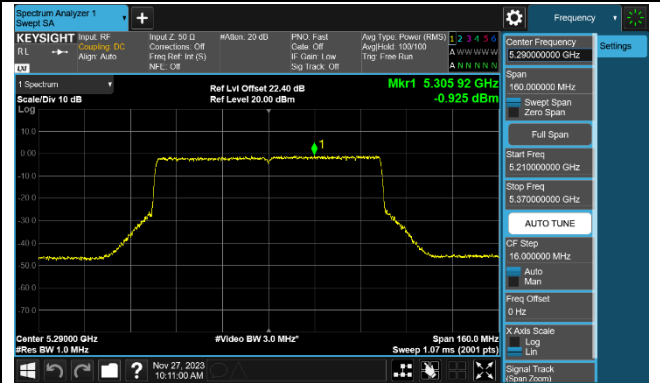 Spectrum Analyzer 1
Swept SA
Frequency
KEYSIGHT
RL
LXI
Input: RF
Coupling: DC
Align: Auto
Input Z: 50 Ω
Corrections: Off
Freq Ref: Int (S)
NFE: Off
#Atten: 20 dB
PNO: Fast
Gate: Off
IF Gain: Low
Sig Track: Off
Avg Type: Power (RMS)
Avg|Hold: 100/100
Trig: Free Run
1 2 3 4 5 6
A W W W W W
A N N N N N
1 Spectrum
Scale/Div 10 dB
Log
Ref Lvl Offset 22.40 dB
Ref Level 20.00 dBm
Mkr1 5.305 92 GHz
-0.925 dBm
10.0
0.00
-10.0
-20.0
-30.0
-40.0
-50.0
-60.0
-70.0
1
Center 5.29000 GHz
#Res BW 1.0 MHz
#Video BW 3.0 MHz*
Span 160.0 MHz
Sweep 1.07 ms (2001 pts)
Nov 27, 2023
10:11:00 AM
Center Frequency
5.290000000 GHz
Settings
Span
160.000000 MHz
Swept Span
Zero Span
Full Span
Start Freq
5.210000000 GHz
Stop Freq
5.370000000 GHz
AUTO TUNE
CF Step
16.000000 MHz
Auto
Man
Freq Offset
0 Hz
X Axis Scale
Log
Lin
Signal Track
(Span Zoom)